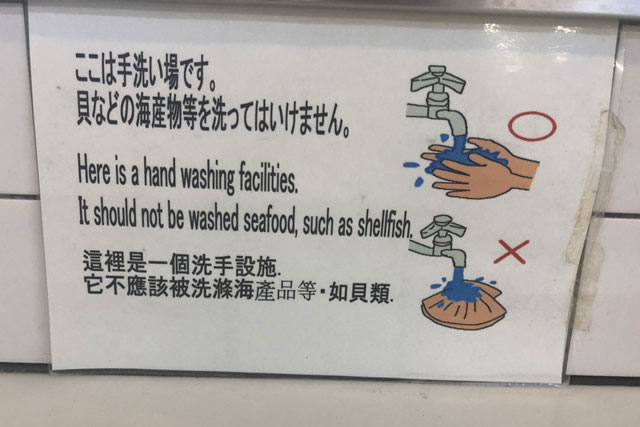 ここは手洗い場です。
貝などの海産物等を洗ってはいけません。
Here is a hand washing facilities.
It should not be washed seafood, such as shellfish.
這裡是一個洗手設施.
它不應該被洗滌海產品等·如貝類.